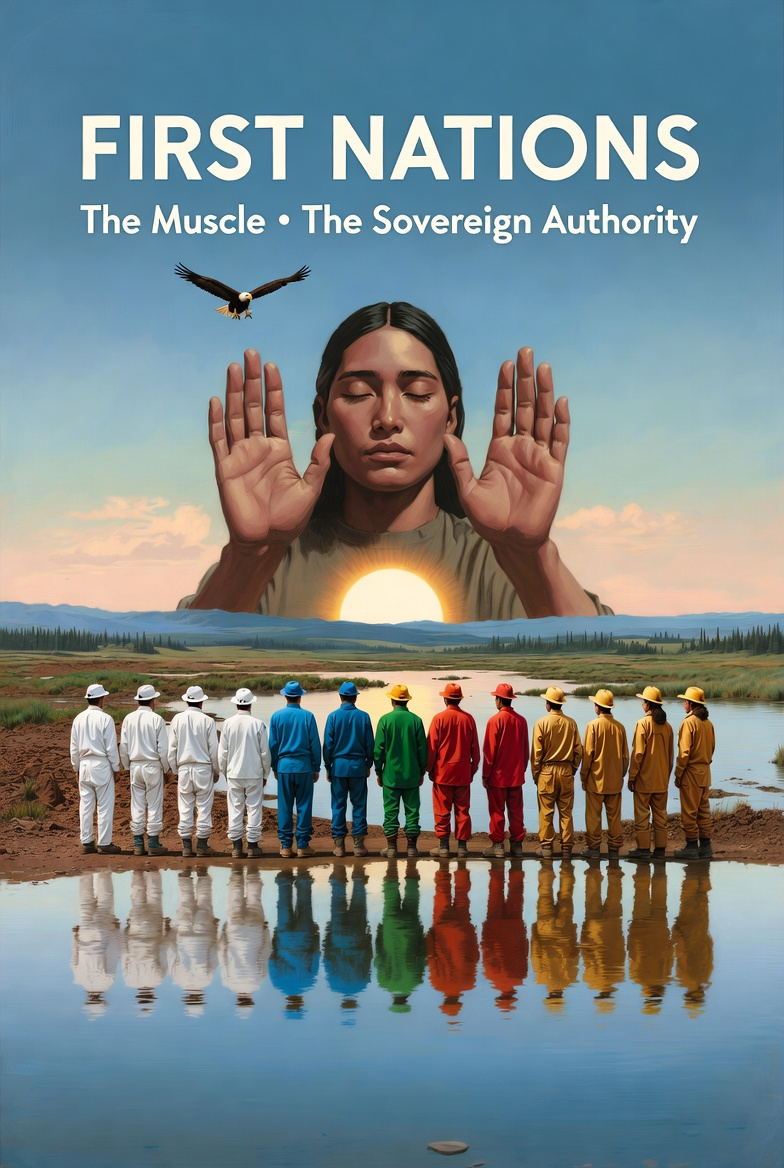 FIRST NATIONS
The Muscle • The Sovereign Authority